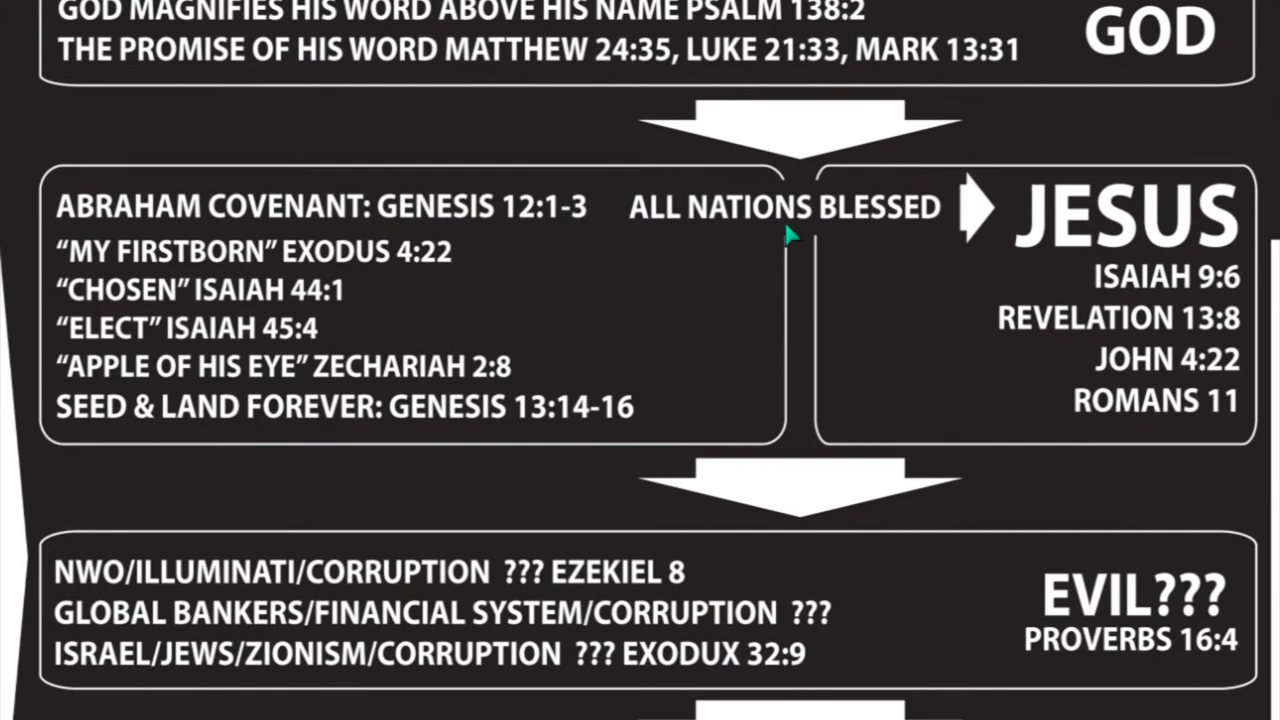 GOD MAGNIFIES HIS WORD ABOVE HIS NAME PSALM 138:2
THE PROMISE OF HIS WORD MATTHEW 24:35, LUKE 21:33, MARK 13:31
GOD
ABRAHAM COVENANT: GENESIS 12:1-3 ALL NATIONS BLESSED
“MY FIRSTBORN” EXODUS 4:22
“CHOSEN” ISAIAH 44:1
“ELECT” ISAIAH 45:4
“APPLE OF HIS EYE” ZECHARIAH 2:8
SEED & LAND FOREVER: GENESIS 13:14-16
JESUS
ISAIAH 9:6
REVELATION 13:8
JOHN 4:22
ROMANS 11
NWO/ILLUMINATI/CORRUPTION ??? EZEKIEL 8
GLOBAL BANKERS/FINANCIAL SYSTEM/CORRUPTION ???
ISRAEL/JEWS/ZIONISM/CORRUPTION ??? EXODUX 32:9
EVIL???
PROVERBS 16:4